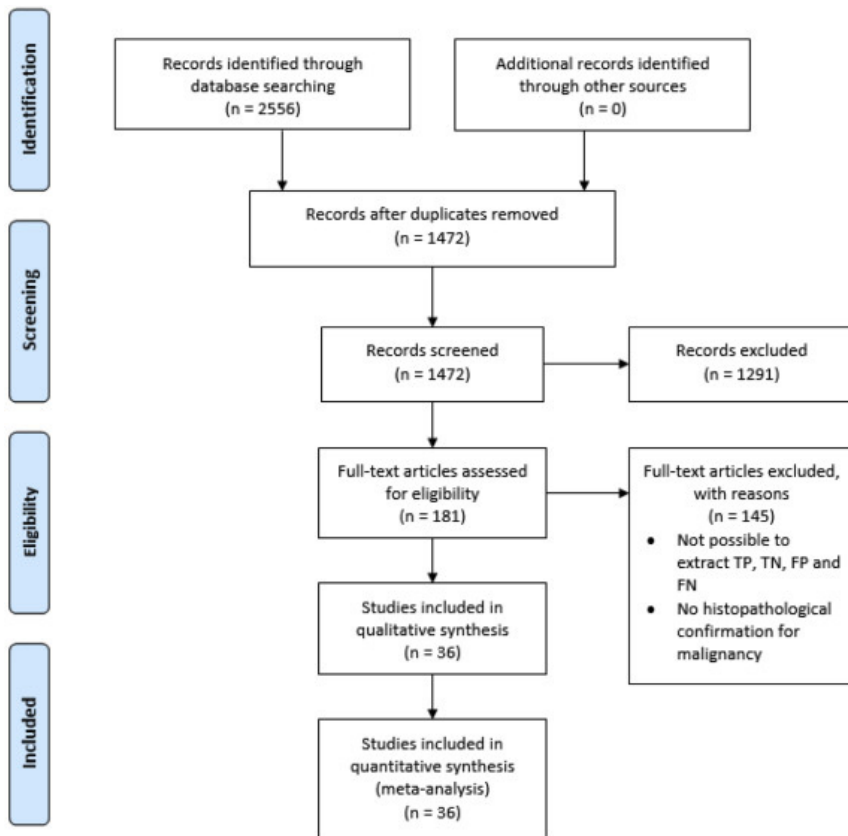 Identification
Records identified through
database searching
(n = 2556)
Additional records identified
through other sources
(n = 0)
Records after duplicates removed
(n = 1472)
Screening
Records screened
(n = 1472)
Records excluded
(n = 1291)
Eligibility
Full-text articles assessed
for eligibility
(n = 181)
Full-text articles excluded,
with reasons
(n = 145)
• Not possible to
extract TP, TN, FP and
FN
• No histopathological
confirmation for
malignancy
Studies included in
qualitative synthesis
(n = 36)
Included
Studies included in
quantitative synthesis
(meta-analysis)
(n = 36)